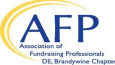 AFP
Association of
Fundraising Professionals
DE, Brandywine Chapter